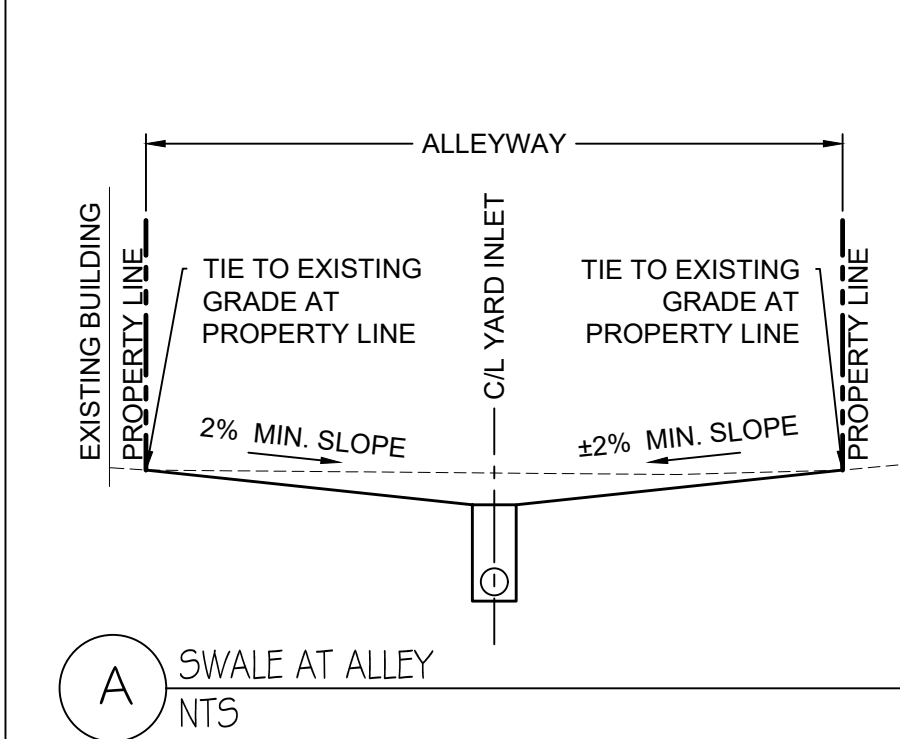 ALLEYWAY
EXISTING BUILDING
PROPERTY LINE
TIE TO EXISTING
GRADE AT
PROPERTY LINE
C/L YARD INLET
TIE TO EXISTING
GRADE AT
PROPERTY LINE
PROPERTY LINE
2% MIN. SLOPE
±2% MIN. SLOPE
A
SWALE AT ALLEY
NTS